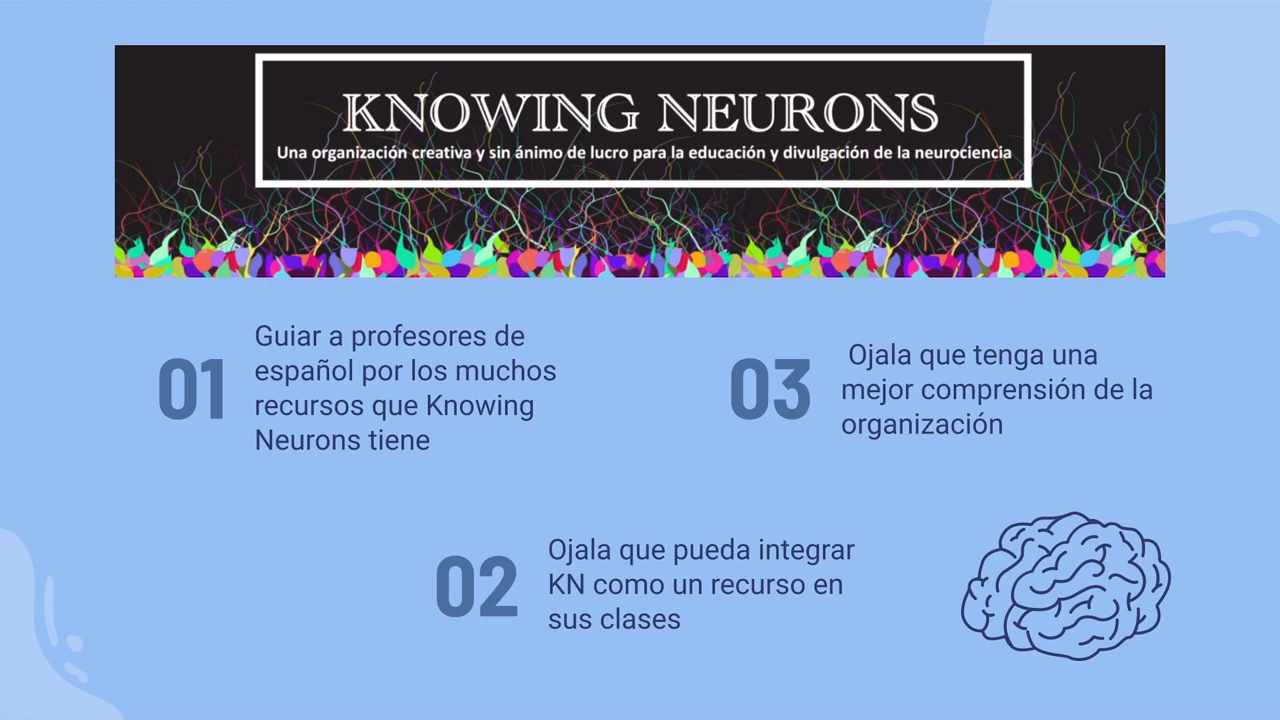 KNOWING NEURONS
Una organización creativa y sin ánimo de lucro para la educación y divulgación de la neurociencia
01
Guiar a profesores de
español por los muchos
recursos que Knowing
Neurons tiene
03
Ojala que tenga una
mejor comprensión de la
organización
02
Ojala que pueda integrar
KN como un recurso en
sus clases